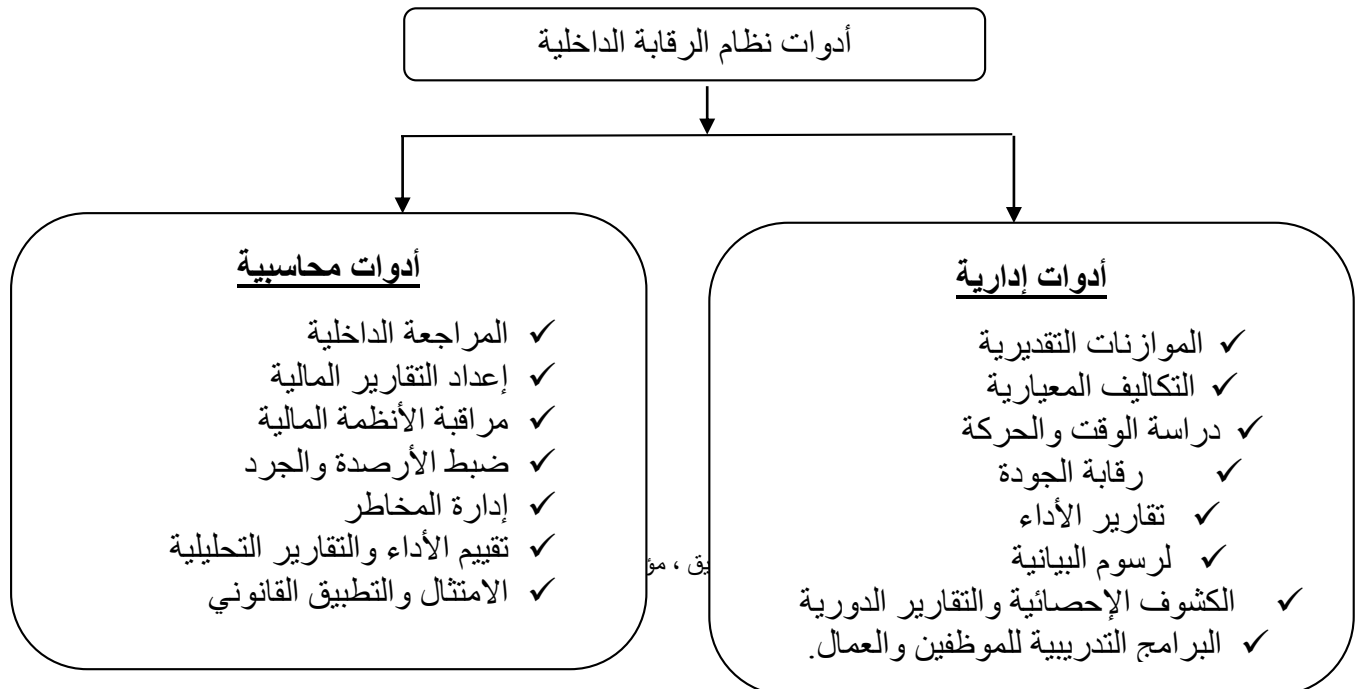 أدوات نظام الرقابة الداخلية
أدوات إدارية
✓ الموازنات التقديرية
✓ التكاليف المعيارية
✓ دراسة الوقت والحركة
✓ رقابة الجودة
✓ تقارير الأداء
✓ لرسوم البيانية
✓ الكشوف الإحصائية والتقارير الدورية
✓ البرامج التدريبية للموظفين والعمال.
أدوات محاسبية
✓ المراجعة الداخلية
✓ إعداد التقارير المالية
✓ مراقبة الأنظمة المالية
✓ ضبط الأرصدة والجرد
✓ إدارة المخاطر
✓ تقييم الأداء والتقارير التحليلية
✓ الامتثال والتطبيق القانوني